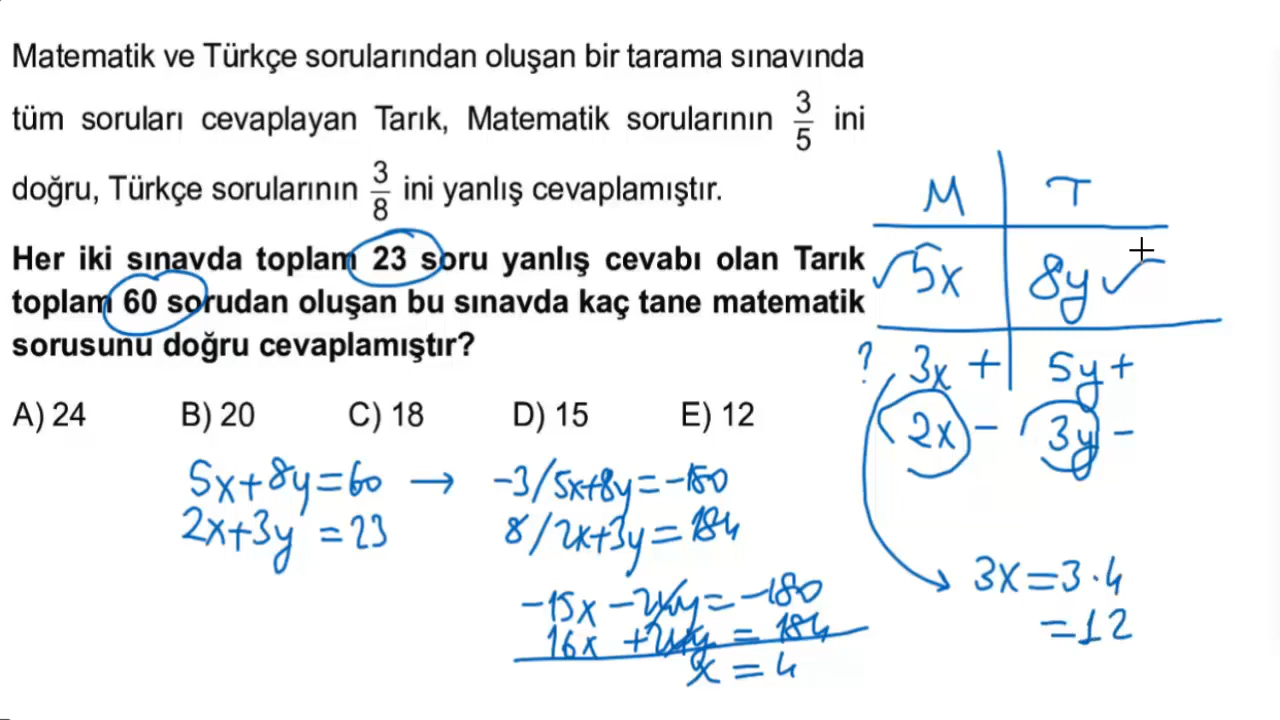 Matematik ve Türkçe sorularından oluşan bir tarama sınavında
tüm soruları cevaplayan Tarık, Matematik sorularının 3/5 ini
doğru, Türkçe sorularının 3/8 ini yanlış cevaplamıştır.
Her iki sınavda toplam 23 soru yanlış cevabı olan Tarık
toplam 60 sorudan oluşan bu sınavda kaç tane matematik
sorusunu doğru cevaplamıştır?
A) 24 B) 20 C) 18 D) 15 E) 12
5x+8y=60 → -3/5x+8y=-180
2x+3y =23 8/2x+3y=184
-15x -24y=-180
16x +24y = 184
x = 4
M T
✓5x 8y✓
? 3x + 5y+
2x - 3y -
3x=3·4
=12